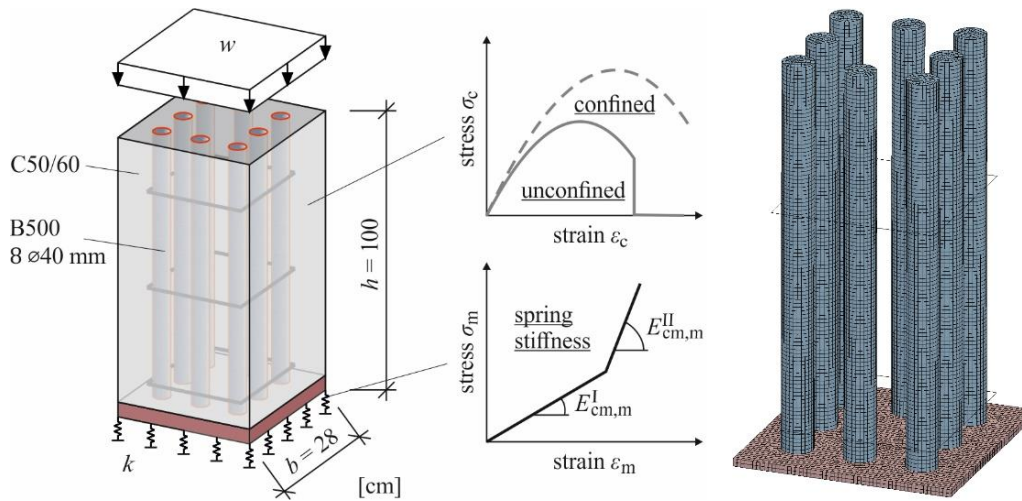 w
C50/60
B500
8 ⌀40 mm
h = 100
k
b = 28
[cm]
stress σc
confined
unconfined
strain εc
stress σm
spring
stiffness
E^II_cm,m
E^I_cm,m
strain εm